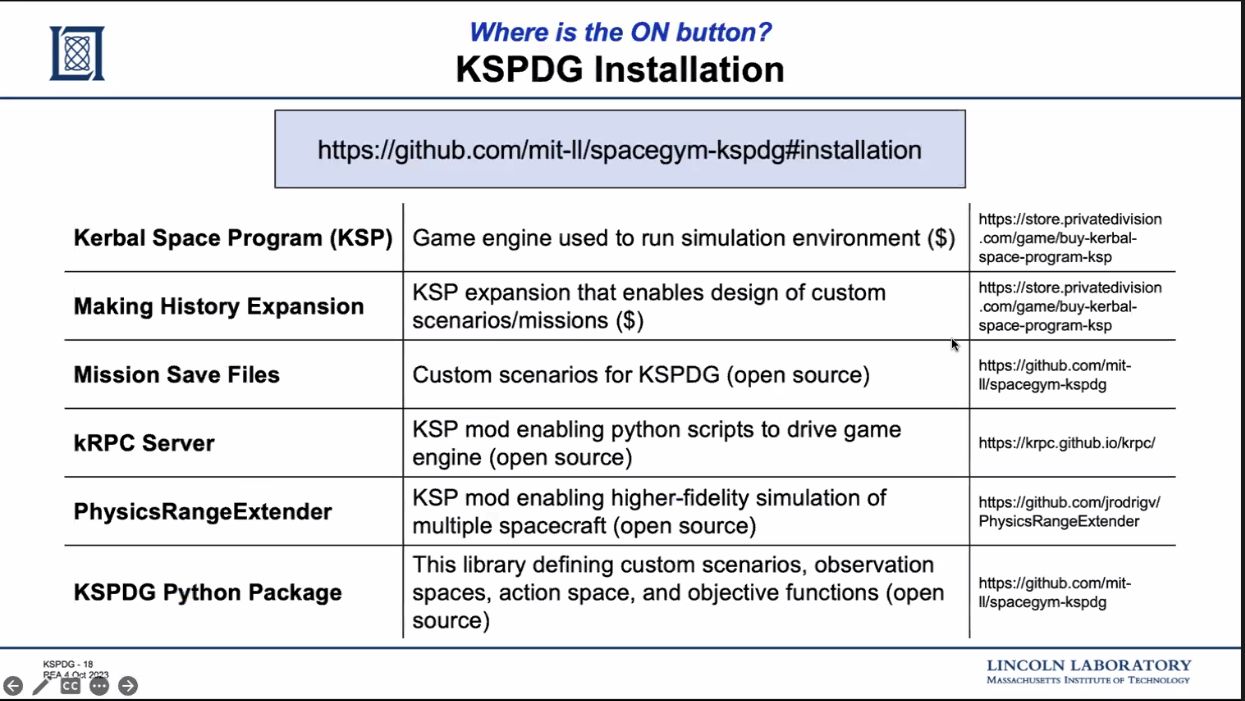 Where is the ON button?
KSPDG Installation
https://github.com/mit-ll/spacegym-kspdg#installation
Kerbal Space Program (KSP)
Game engine used to run simulation environment ($)
https://store.privatedivision
.com/game/buy-kerbal-
space-program-ksp
Making History Expansion
KSP expansion that enables design of custom
scenarios/missions ($)
https://store.privatedivision
.com/game/buy-kerbal-
space-program-ksp
Mission Save Files
Custom scenarios for KSPDG (open source)
https://github.com/mit-
ll/spacegym-kspdg
kRPC Server
KSP mod enabling python scripts to drive game
engine (open source)
https://krpc.github.io/krpc/
PhysicsRangeExtender
KSP mod enabling higher-fidelity simulation of
multiple spacecraft (open source)
https://github.com/jrodrigv/
PhysicsRangeExtender
KSPDG Python Package
This library defining custom scenarios, observation
spaces, action space, and objective functions (open
source)
https://github.com/mit-
ll/spacegym-kspdg
KSPDG - 18
REA 4 Oct 2023
CC
LINCOLN LABORATORY
MASSACHUSETTS INSTITUTE OF TECHNOLOGY